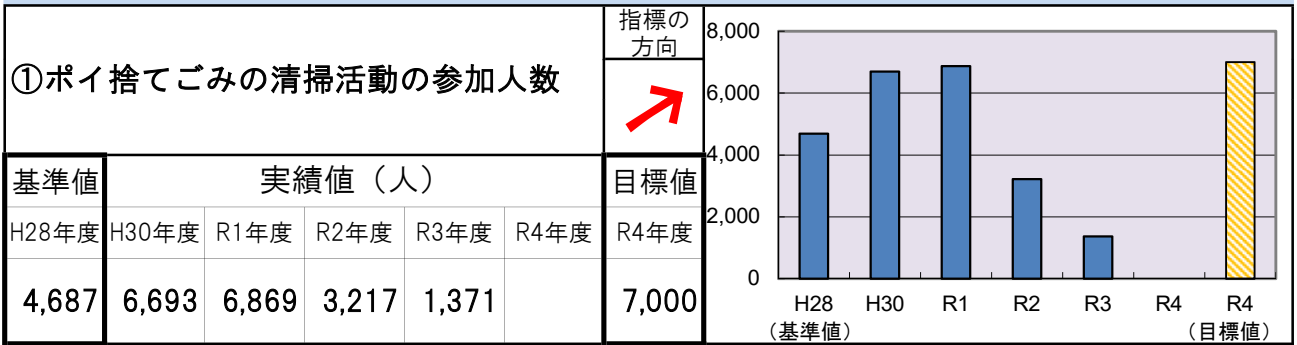 ①ポイ捨てごみの清掃活動の参加人数
指標の
方向
基準値 実績値（人） 目標値
H28年度 H30年度 R1年度 R2年度 R3年度 R4年度 R4年度
4,687 6,693 6,869 3,217 1,371 7,000
8,000
6,000
4,000
2,000
0
H28 H30 R1 R2 R3 R4 R4
（基準値） （目標値）